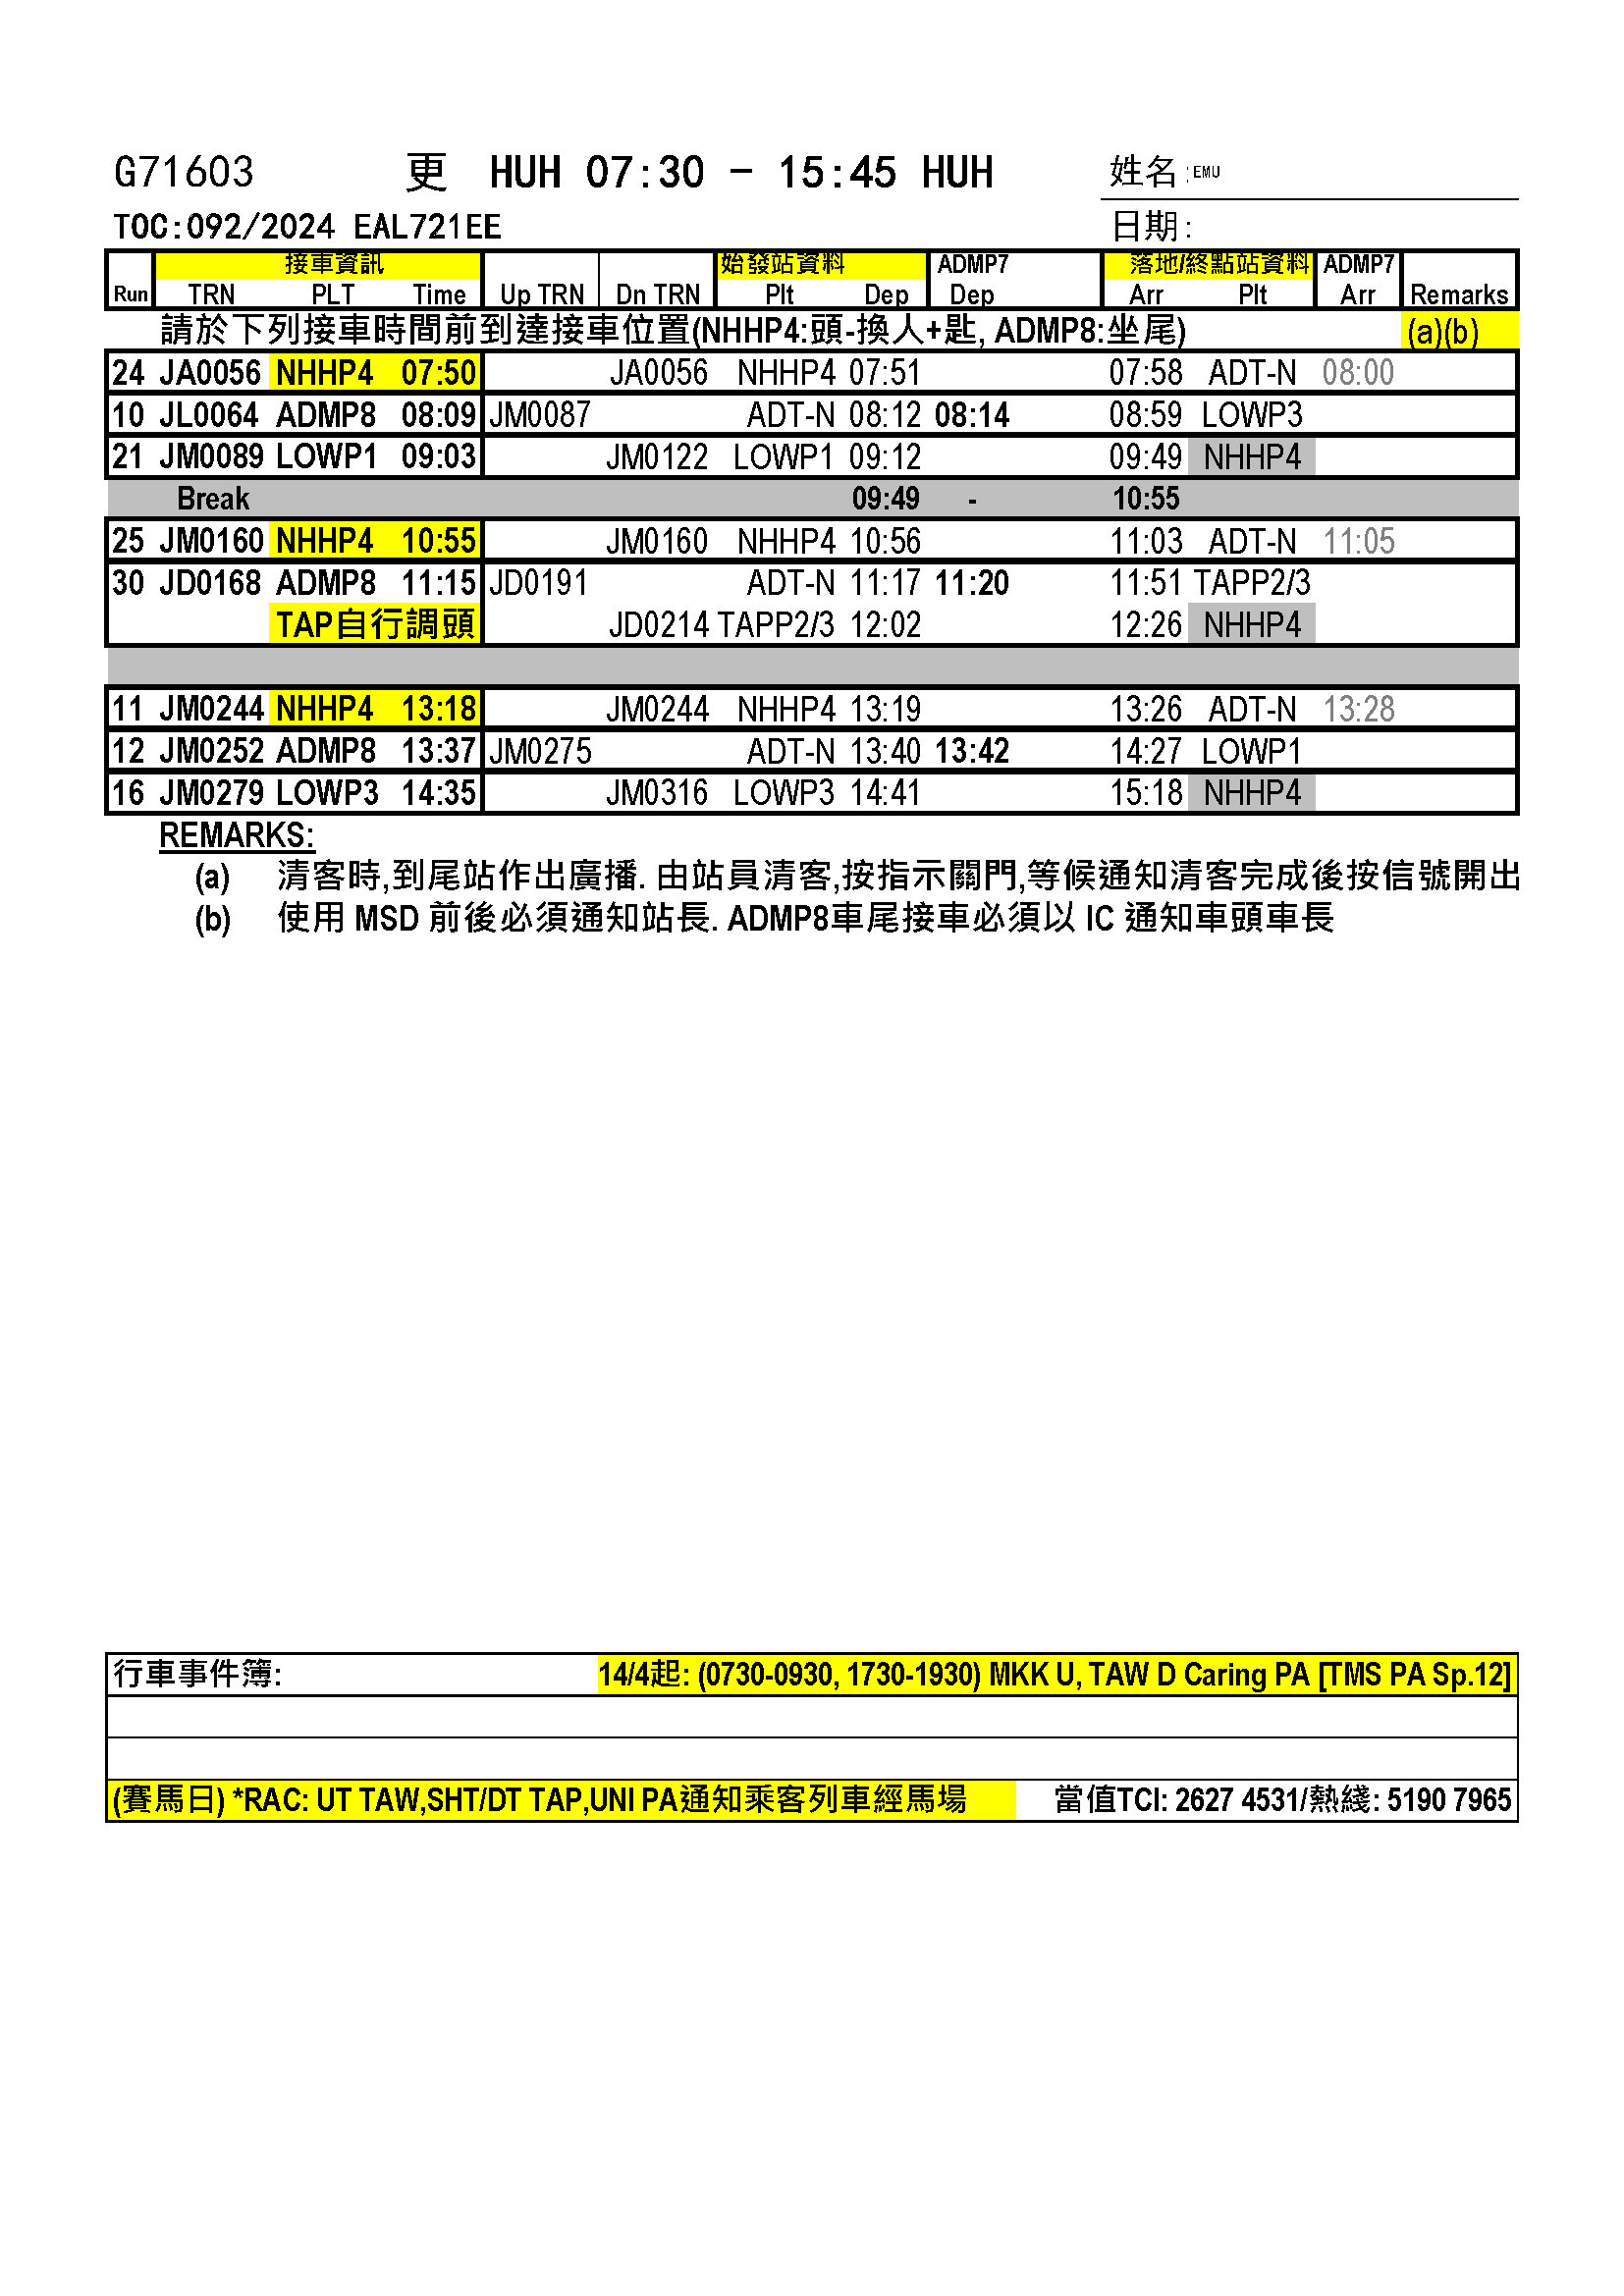 G71603 更 HUH 07:30 - 15:45 HUH 姓名:EMU
TOC:092/2024 EAL721EE 日期:
接車資訊 始發站資料 ADMP7 落地/終點站資料 ADMP7
Run TRN PLT Time Up TRN Dn TRN Plt Dep Dep Arr Plt Arr Remarks
請於下列接車時間前到達接車位置(NHHP4:頭-換人+匙, ADMP8:坐尾) (a)(b)
24 JA0056 NHHP4 07:50 JA0056 NHHP4 07:51 07:58 ADT-N 08:00
10 JL0064 ADMP8 08:09 JM0087 ADT-N 08:12 08:14 08:59 LOWP3
21 JM0089 LOWP1 09:03 JM0122 LOWP1 09:12 09:49 NHHP4
Break 09:49 - 10:55
25 JM0160 NHHP4 10:55 JM0160 NHHP4 10:56 11:03 ADT-N 11:05
30 JD0168 ADMP8 11:15 JD0191 ADT-N 11:17 11:20 11:51 TAPP2/3
TAP自行調頭 JD0214 TAPP2/3 12:02 12:26 NHHP4
11 JM0244 NHHP4 13:18 JM0244 NHHP4 13:19 13:26 ADT-N 13:28
12 JM0252 ADMP8 13:37 JM0275 ADT-N 13:40 13:42 14:27 LOWP1
16 JM0279 LOWP3 14:35 JM0316 LOWP3 14:41 15:18 NHHP4
REMARKS:
(a) 清客時,到尾站作出廣播. 由站員清客,按指示關門,等候通知清客完成後按信號開出
(b) 使用 MSD 前後必須通知站長. ADMP8車尾接車必須以 IC 通知車頭車長
行車事件簿: 14/4起: (0730-0930, 1730-1930) MKK U, TAW D Caring PA [TMS PA Sp.12]
(賽馬日) *RAC: UT TAW,SHT/DT TAP,UNI PA通知乘客列車經馬場 當值TCI: 2627 4531/熱綫: 5190 7965